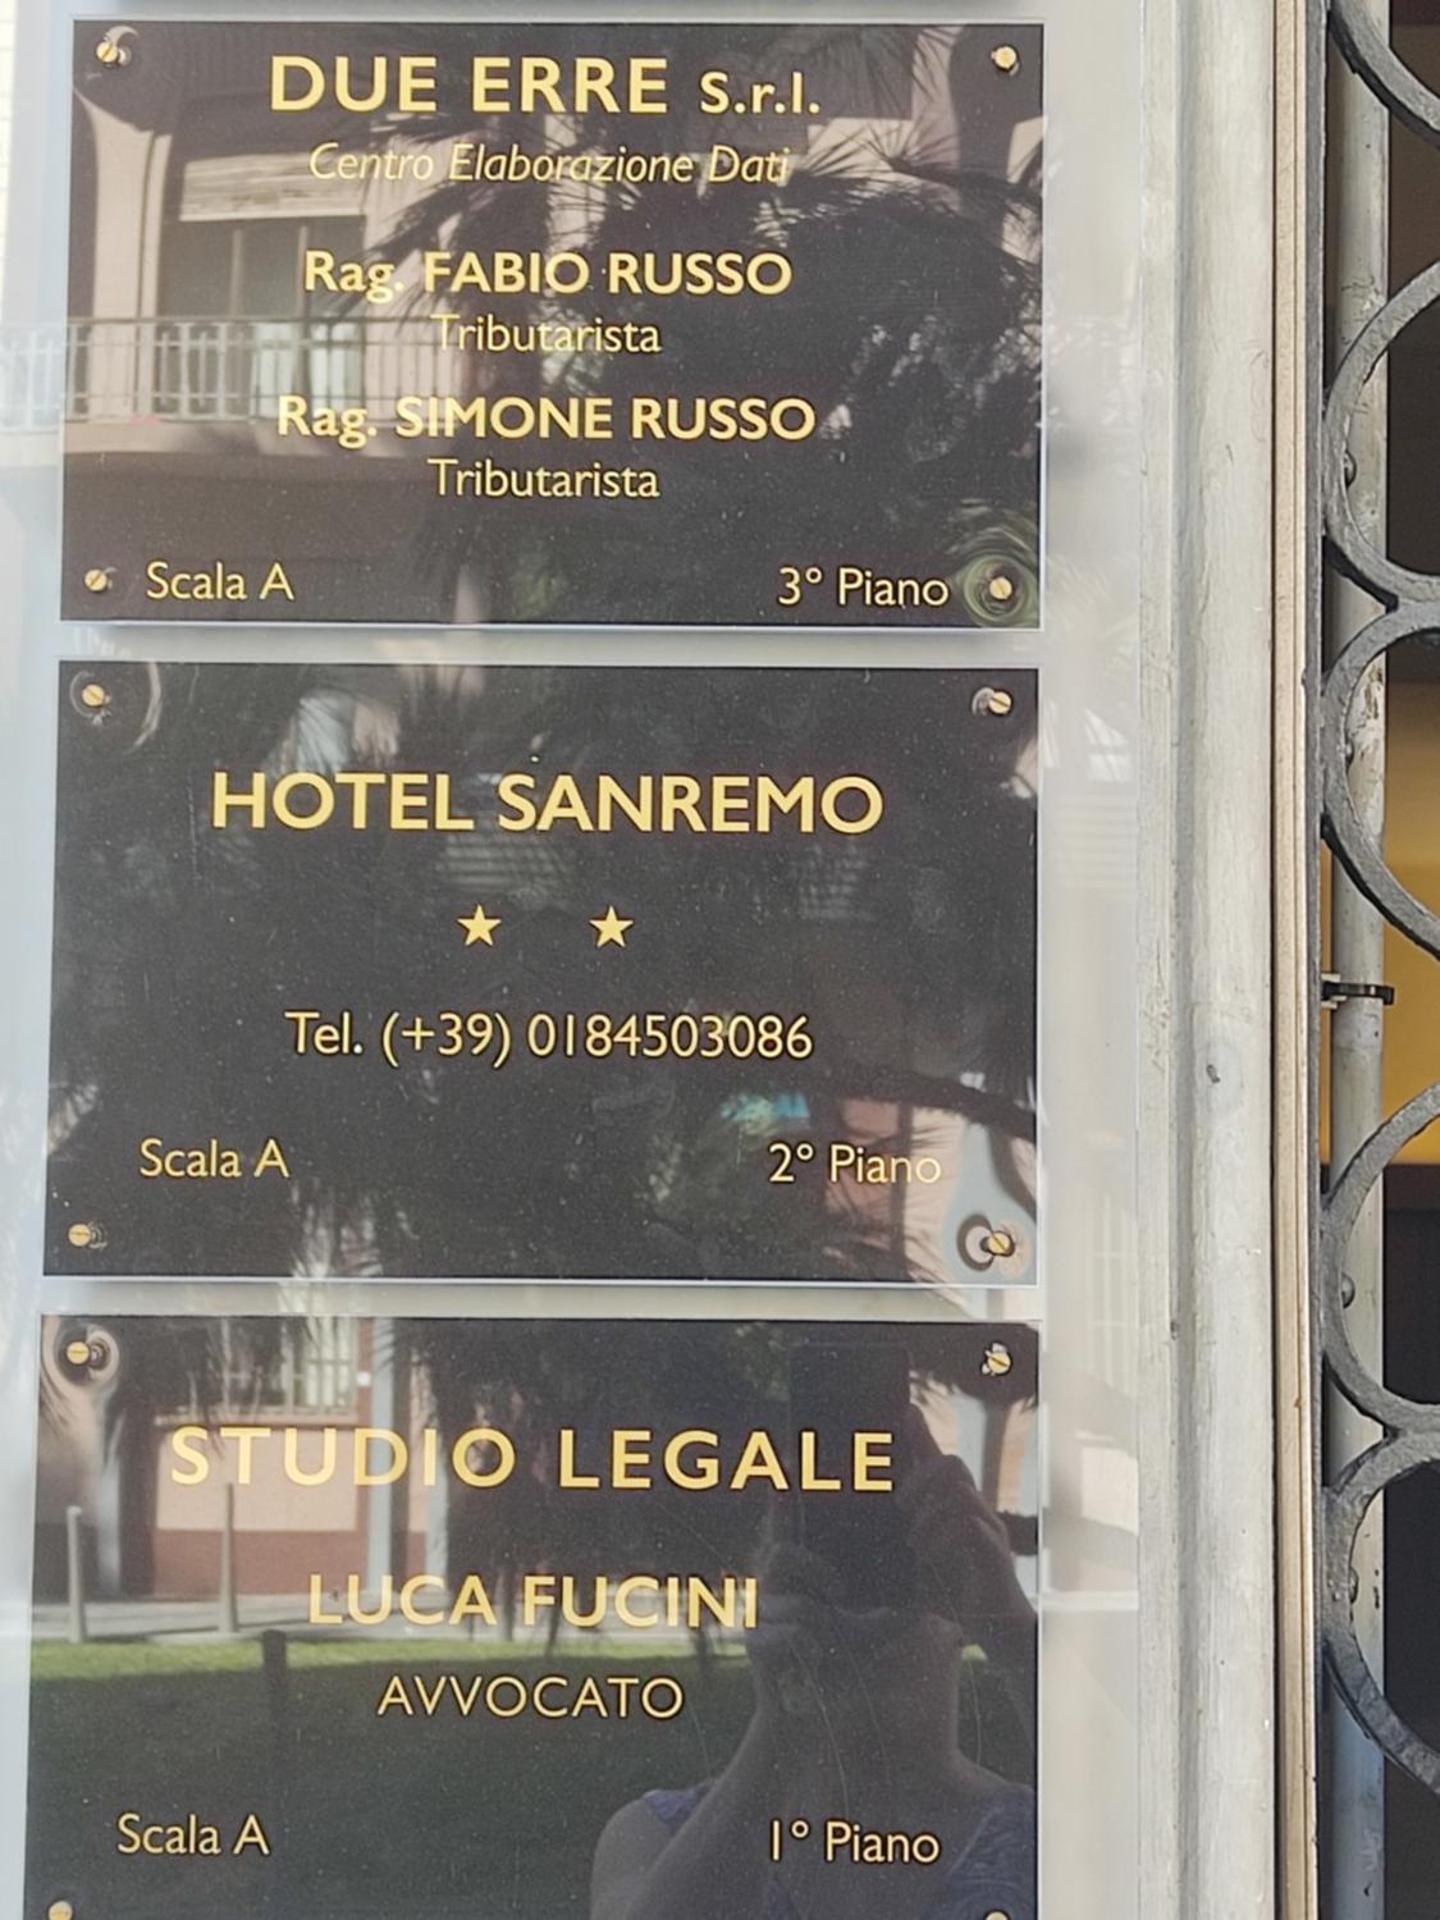 DUE ERRE s.r.l.
Centro Elaborazione Dati
Rag. FABIO RUSSO
Tributarista
Rag. SIMONE RUSSO
Tributarista
Scala A 3° Piano
HOTEL SANREMO
★ ★
Tel. (+39) 0184503086
Scala A 2° Piano
STUDIO LEGALE
LUCA FUCINI
AVVOCATO
Scala A 1° Piano